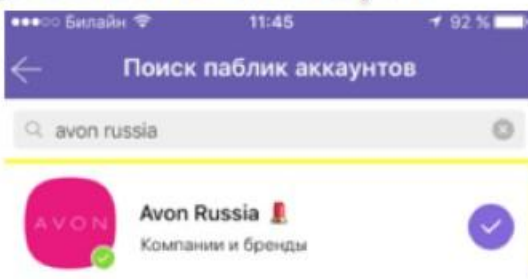 Билайн 11:45 92 %
Поиск паблик аккаунтов
avon russia
AVON
Avon Russia
Компании и бренды